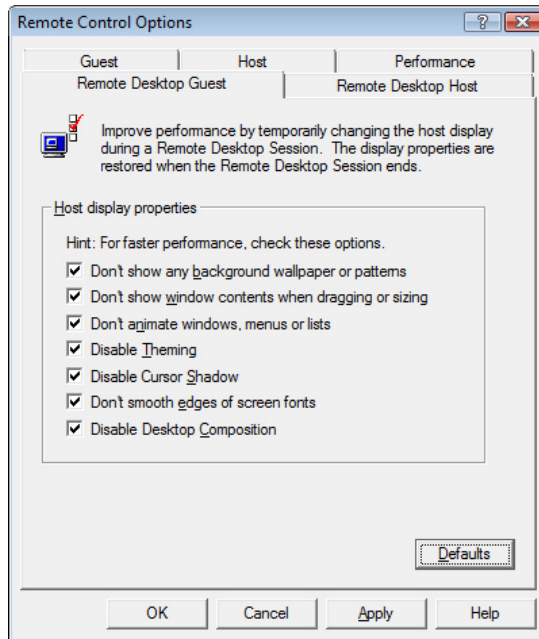 Remote Control Options
Guest
Host
Performance
Remote Desktop Guest
Remote Desktop Host
Improve performance by temporarily changing the host display
during a Remote Desktop Session. The display properties are
restored when the Remote Desktop Session ends.
Host display properties
Hint: For faster performance, check these options.
Don't show any background wallpaper or patterns
Don't show window contents when dragging or sizing
Don't animate windows, menus or lists
Disable Theming
Disable Cursor Shadow
Don't smooth edges of screen fonts
Disable Desktop Composition
Defaults
OK
Cancel
Apply
Help